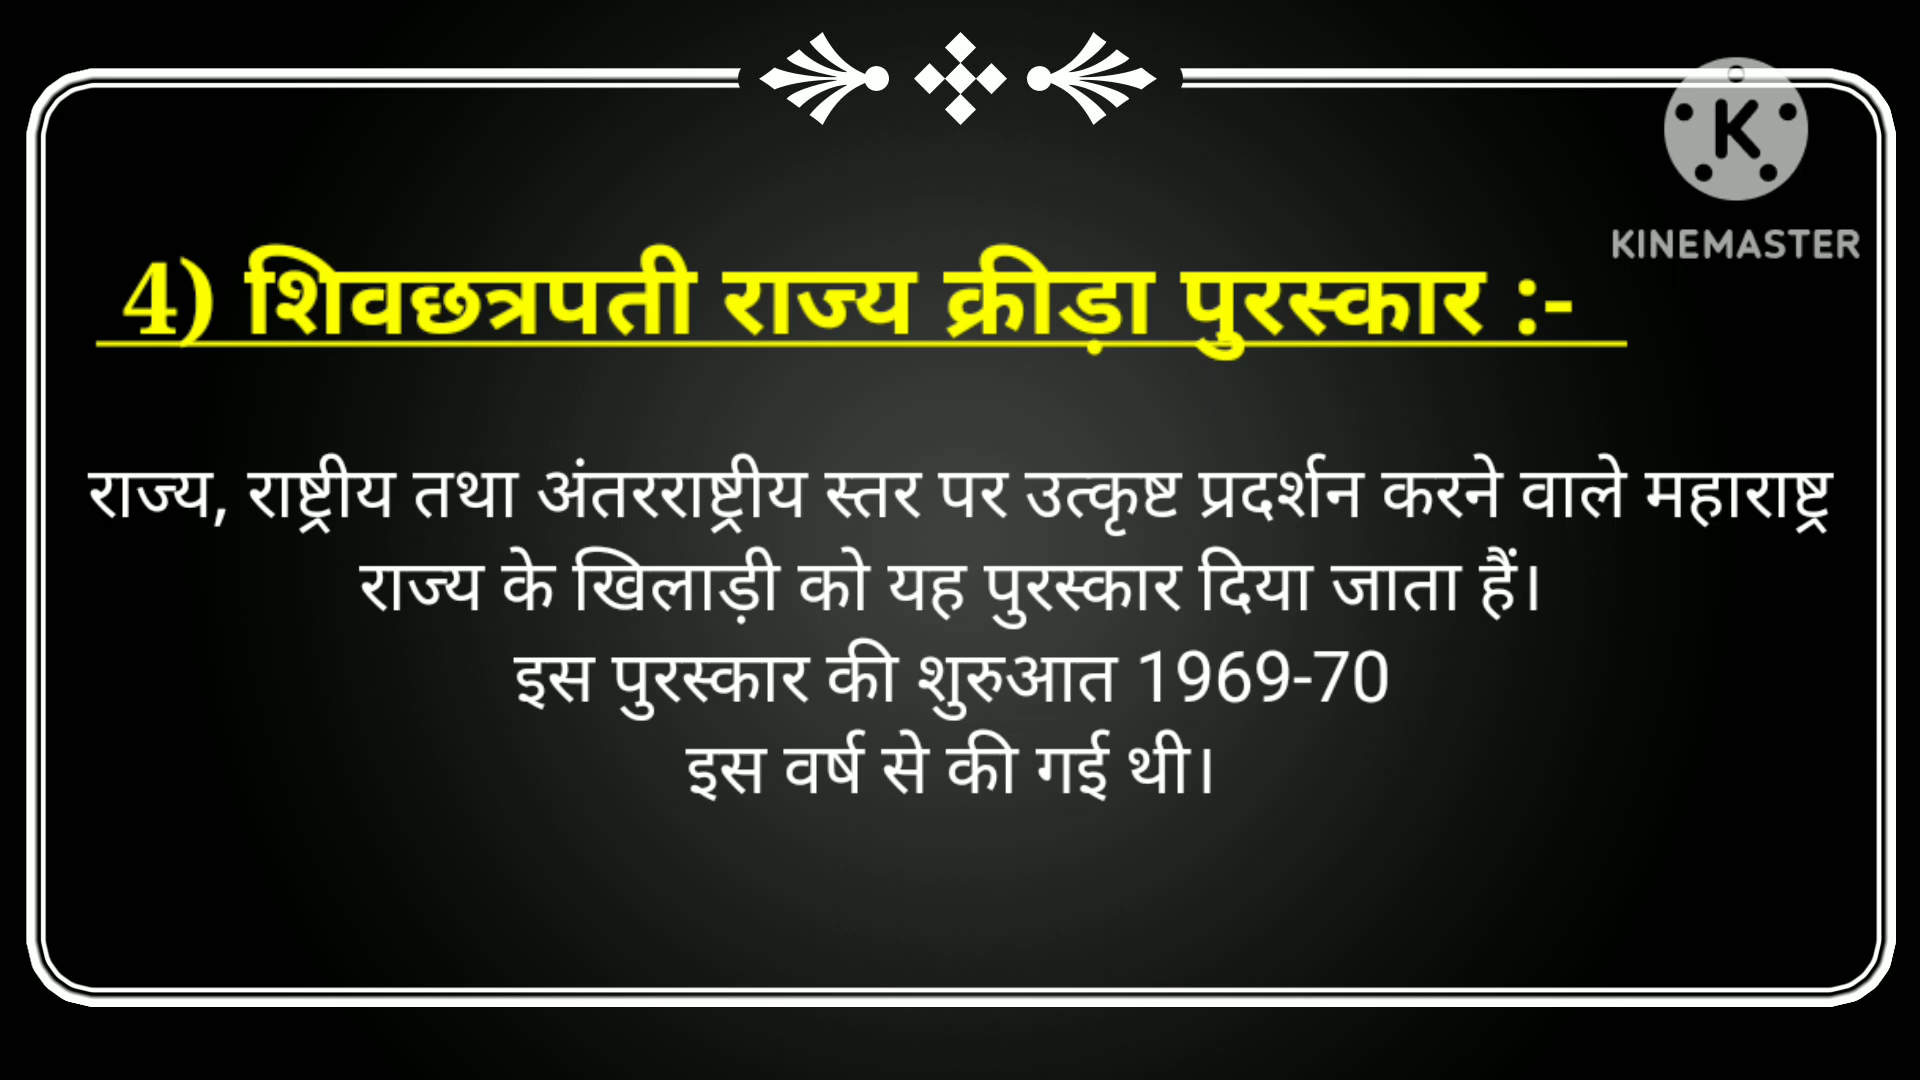 KINEMASTER
4) शिवछत्रपती राज्य क्रीड़ा पुरस्कार :-
राज्य, राष्ट्रीय तथा अंतरराष्ट्रीय स्तर पर उत्कृष्ट प्रदर्शन करने वाले महाराष्ट्र
राज्य के खिलाड़ी को यह पुरस्कार दिया जाता हैं।
इस पुरस्कार की शुरुआत 1969-70
इस वर्ष से की गई थी।